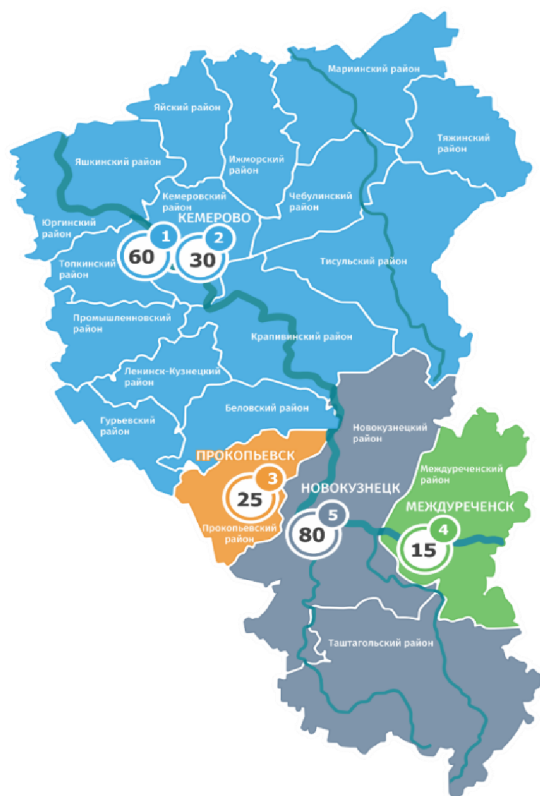 Мариинский район
Яйский район
Тяжинский район
Яшкинский район
Ижморский
район
Кемеровский
район
Чебулинский
район
КЕМЕРОВО
Юргинский
район
1
2
60
30
Топкинский
район
Тисульский район
Промышленновский
район
Крапивинский район
Ленинск-Кузнецкий
район
Беловский район
Гурьевский
район
Новокузнецкий
район
ПРОКОПЬЕВСК
3
25
Прокопьевский
район
Междуреченский
район
НОВОКУЗНЕЦК
5
80
МЕЖДУРЕЧЕНСК
4
15
Таштагольский район